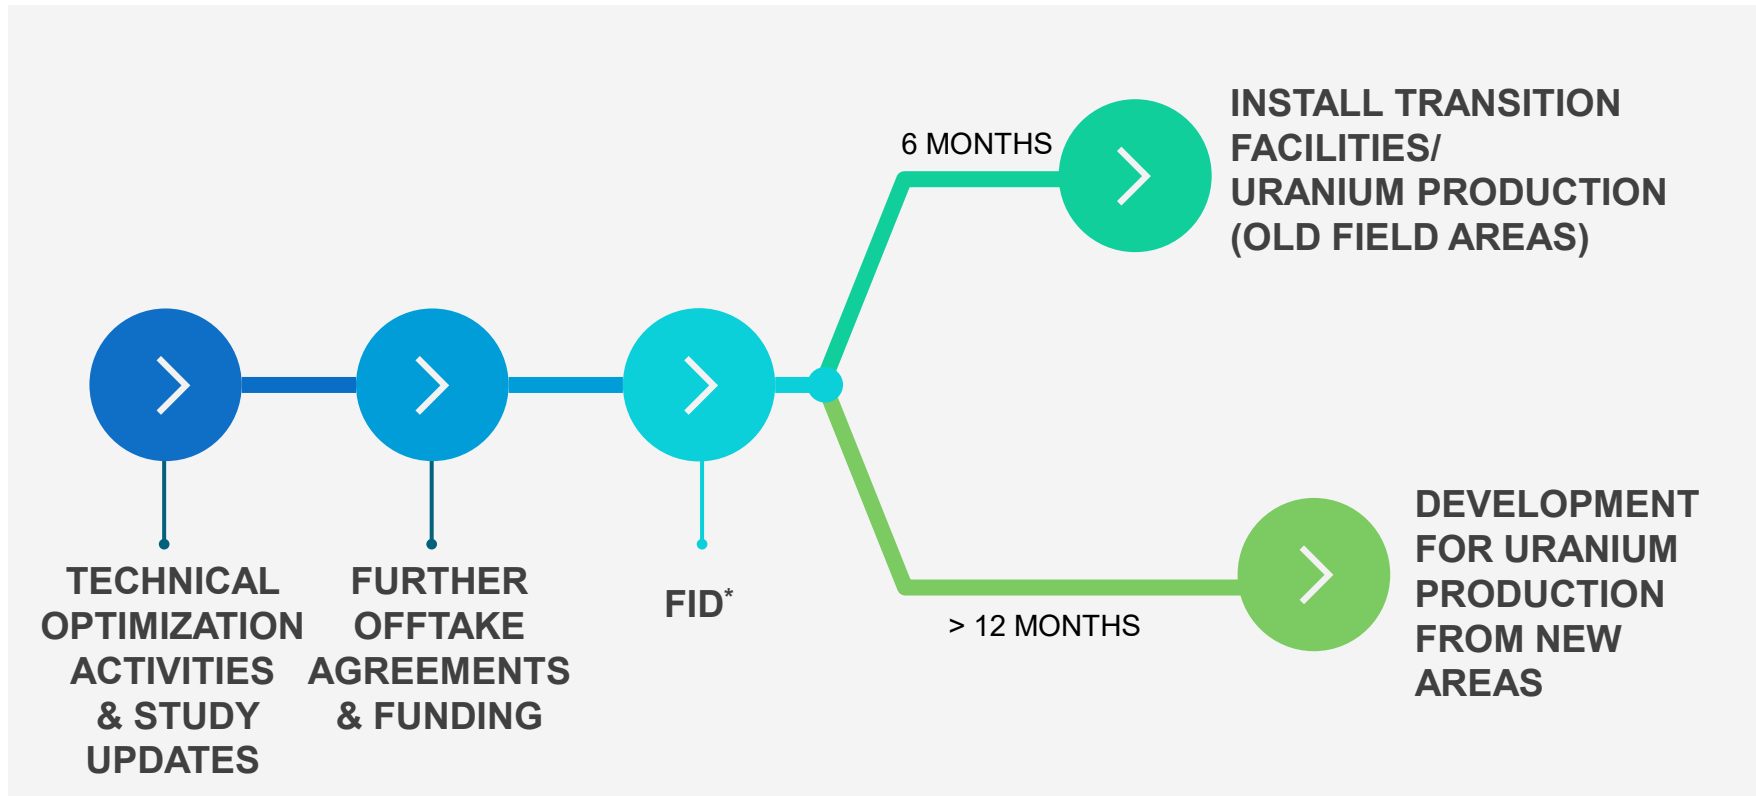 6 MONTHS
INSTALL TRANSITION
FACILITIES/
URANIUM PRODUCTION
(OLD FIELD AREAS)
TECHNICAL
OPTIMIZATION
ACTIVITIES
& STUDY
UPDATES
FURTHER
OFFTAKE
AGREEMENTS
& FUNDING
FID*
> 12 MONTHS
DEVELOPMENT
FOR URANIUM
PRODUCTION
FROM NEW
AREAS